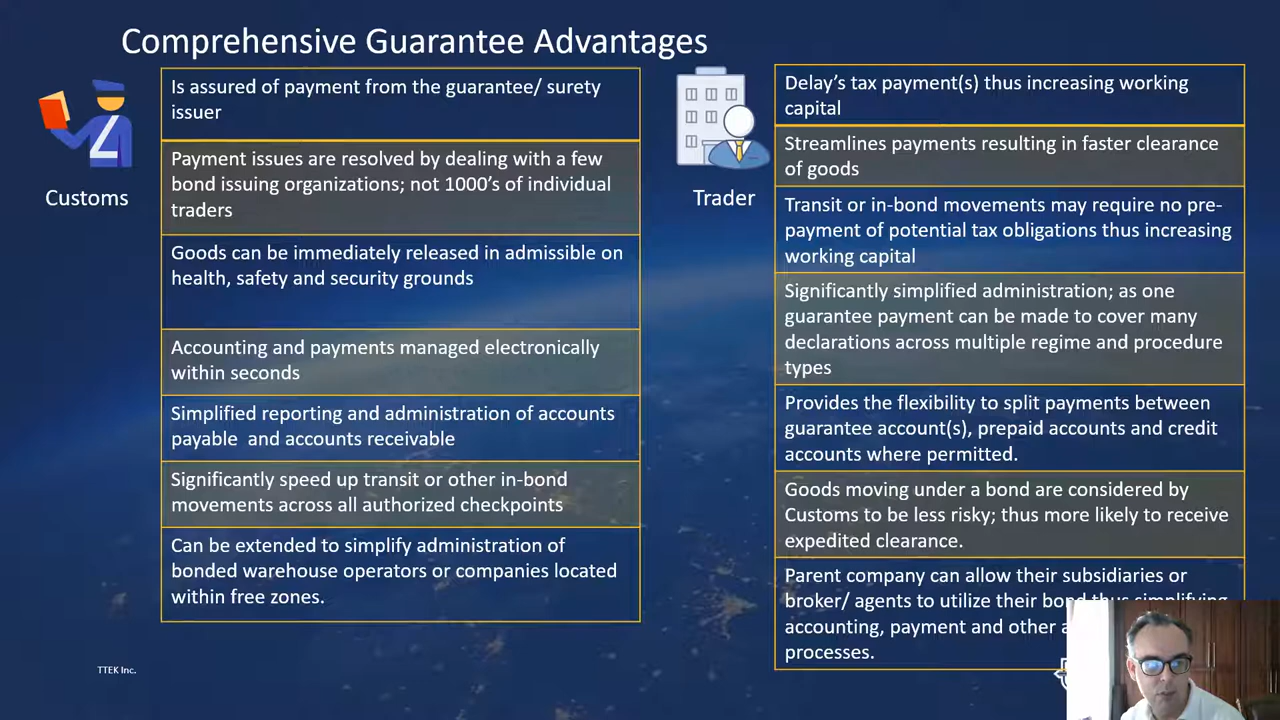 Comprehensive Guarantee Advantages
Customs
Is assured of payment from the guarantee/ surety
issuer
Payment issues are resolved by dealing with a few
bond issuing organizations; not 1000’s of individual
traders
Goods can be immediately released in admissible on
health, safety and security grounds
Accounting and payments managed electronically
within seconds
Simplified reporting and administration of accounts
payable and accounts receivable
Significantly speed up transit or other in-bond
movements across all authorized checkpoints
Can be extended to simplify administration of
bonded warehouse operators or companies located
within free zones.
Trader
Delay’s tax payment(s) thus increasing working
capital
Streamlines payments resulting in faster clearance
of goods
Transit or in-bond movements may require no pre-
payment of potential tax obligations thus increasing
working capital
Significantly simplified administration; as one
guarantee payment can be made to cover many
declarations across multiple regime and procedure
types
Provides the flexibility to split payments between
guarantee account(s), prepaid accounts and credit
accounts where permitted.
Goods moving under a bond are considered by
Customs to be less risky; thus more likely to receive
expedited clearance.
Parent company can allow their subsidiaries or
broker/ agents to utilize their bond thus simplifying
accounting, payment and other
processes.
TTEK Inc.